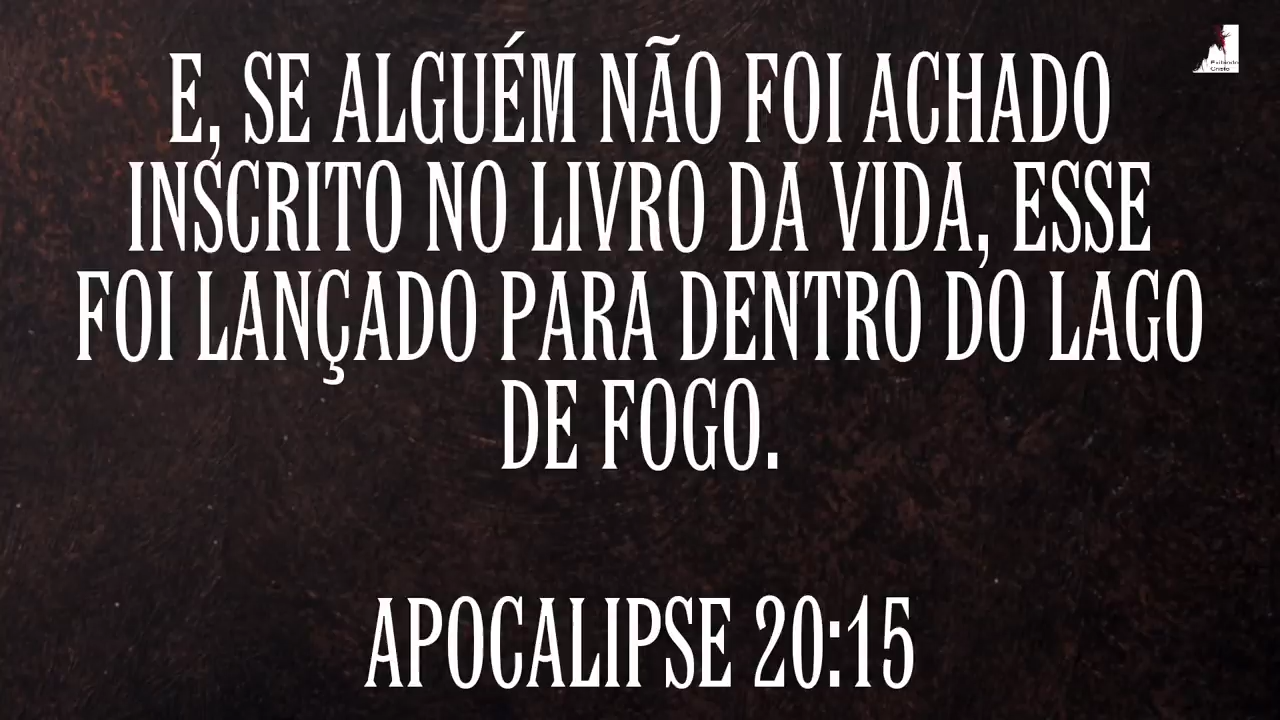 E, SE ALGUÉM NÃO FOI ACHADO
INSCRITO NO LIVRO DA VIDA, ESSE
FOI LANÇADO PARA DENTRO DO LAGO
DE FOGO.
APOCALIPSE 20:15
Cristo